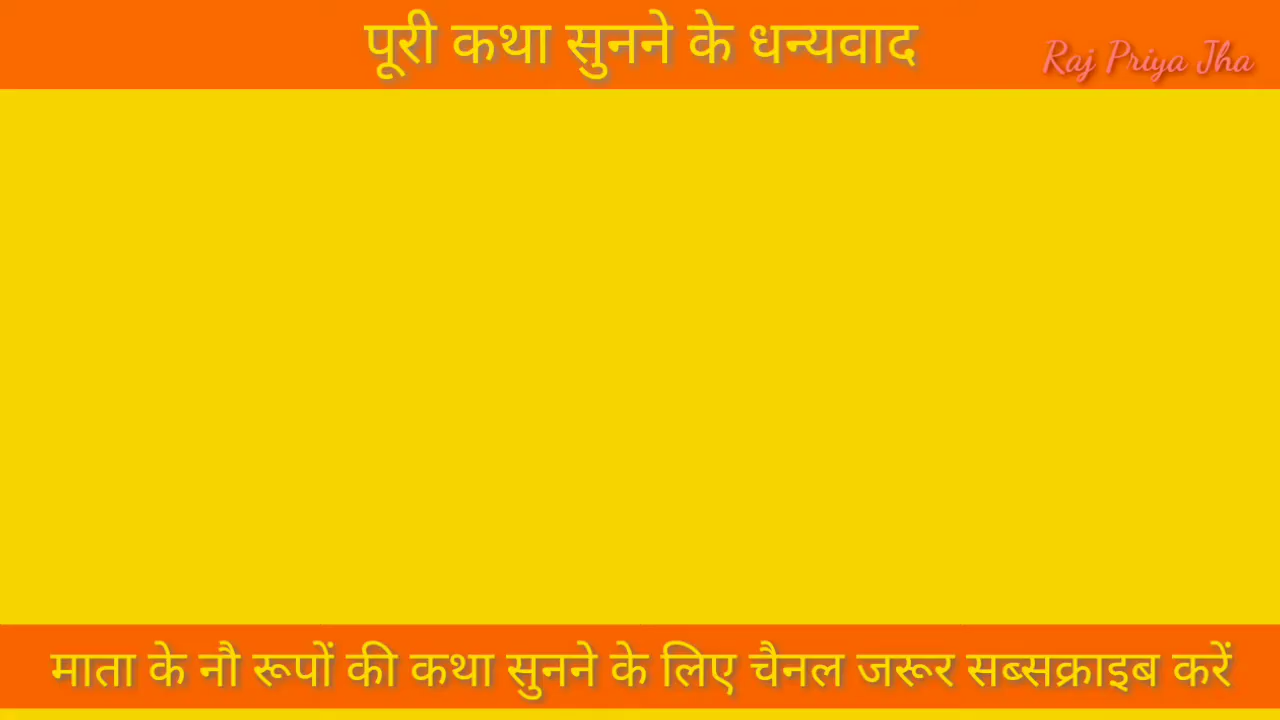 पूरी कथा सुनने के धन्यवाद
Raj Priya Jha
माता के नौ रूपों की कथा सुनने के लिए चैनल जरूर सब्सक्राइब करें